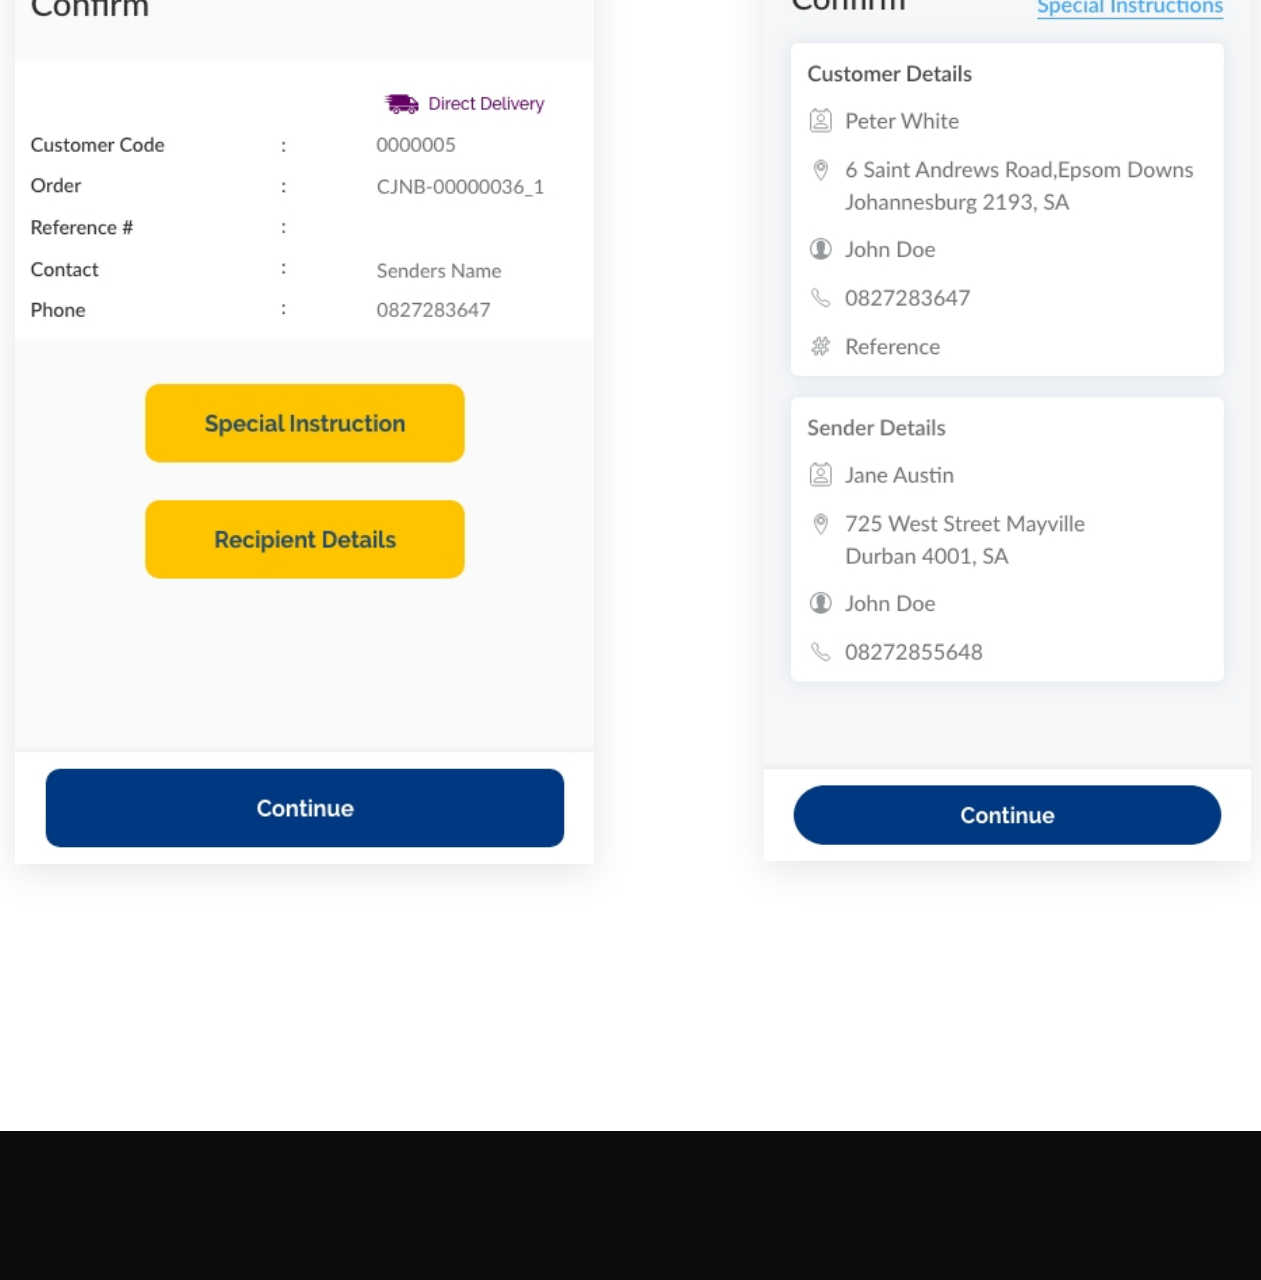 Confirm
Direct Delivery
Customer Code : 0000005
Order : CJNB-00000036_1
Reference # :
Contact : Senders Name
Phone : 0827283647
Special Instruction
Recipient Details
Continue
Confirm
Special Instructions
Customer Details
Peter White
6 Saint Andrews Road,Epsom Downs
Johannesburg 2193, SA
John Doe
0827283647
Reference
Sender Details
Jane Austin
725 West Street Mayville
Durban 4001, SA
John Doe
08272855648
Continue